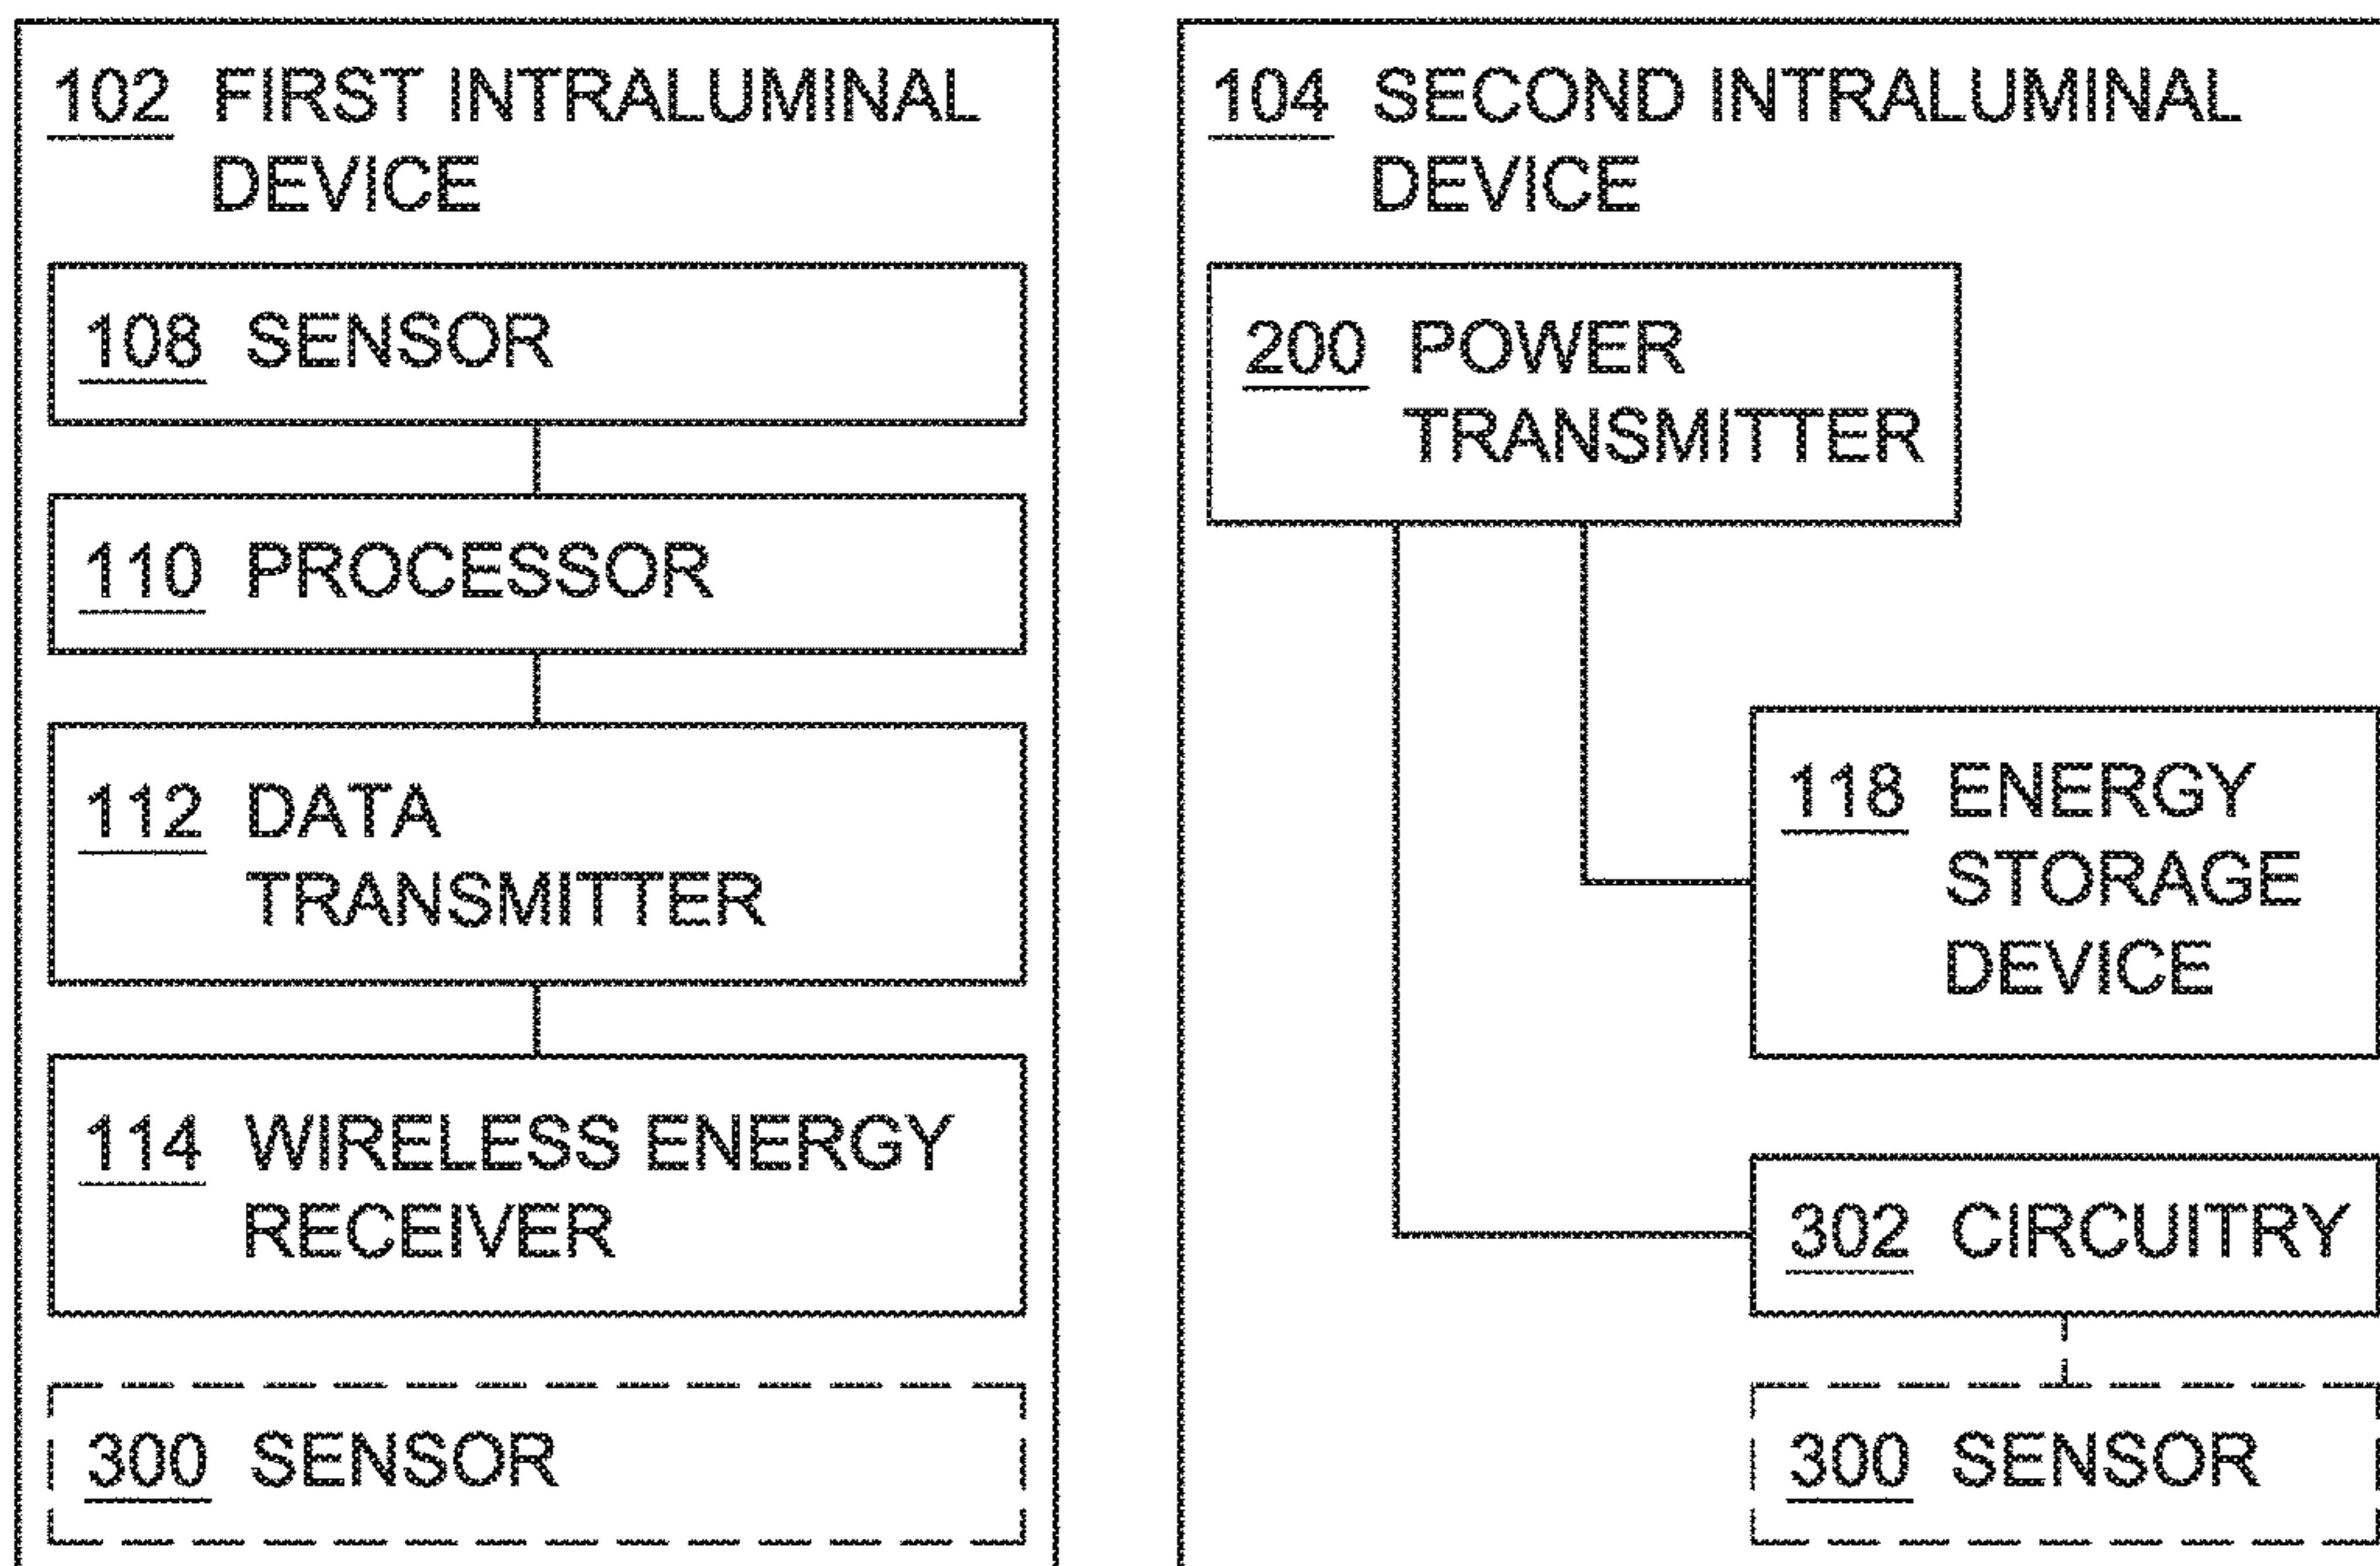 102 FIRST INTRALUMINAL
DEVICE
108 SENSOR
110 PROCESSOR
112 DATA
TRANSMITTER
114 WIRELESS ENERGY
RECEIVER
300 SENSOR
104 SECOND INTRALUMINAL
DEVICE
200 POWER
TRANSMITTER
118 ENERGY
STORAGE
DEVICE
302 CIRCUITRY
300 SENSOR